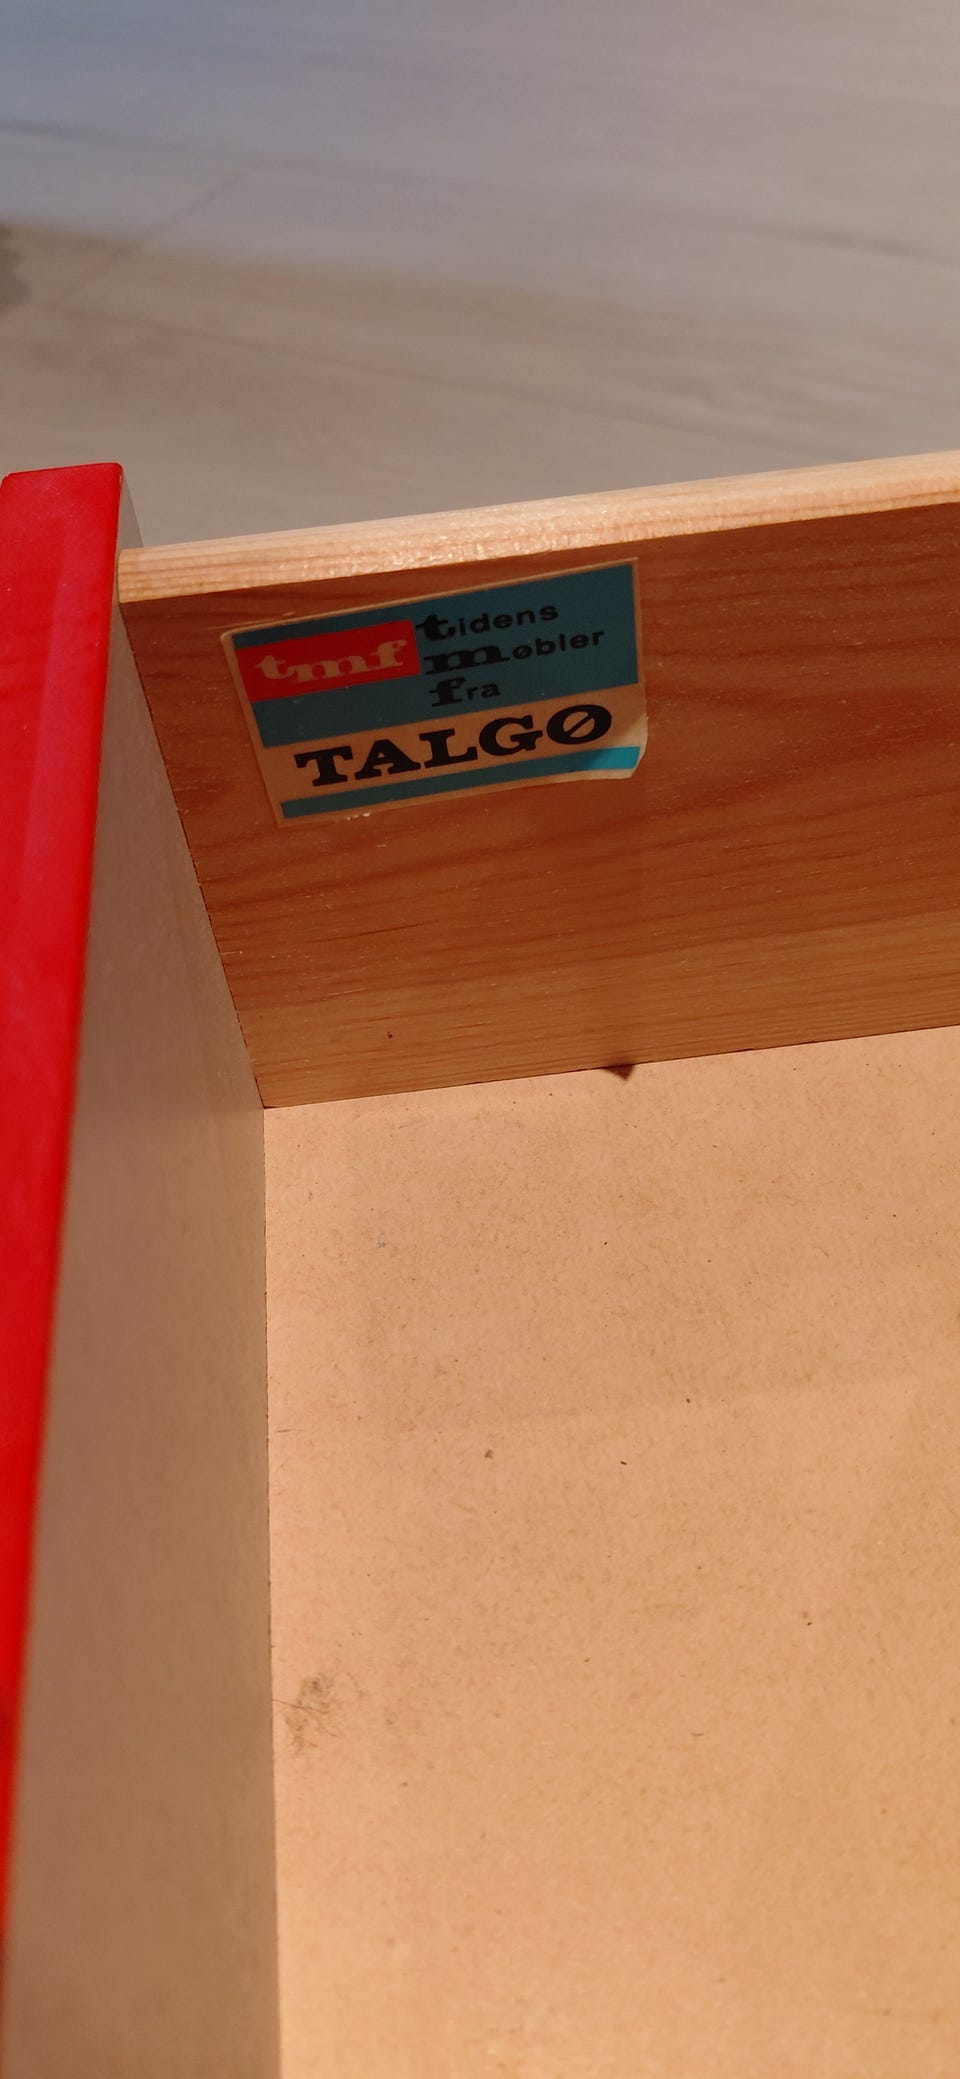 tmf tidens
møbler
fra
TALGØ